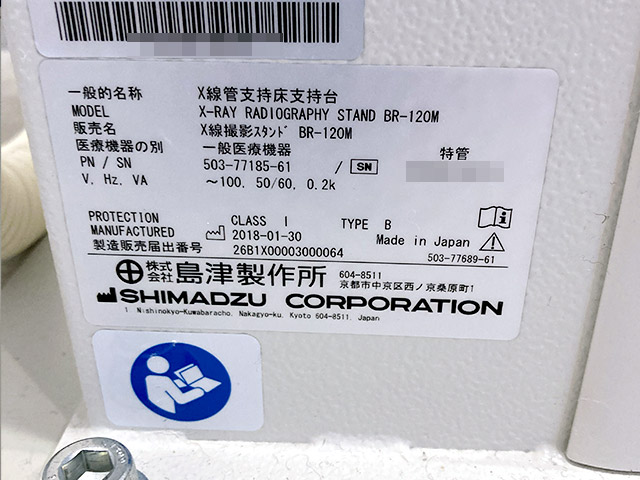 一般的名称 X線管支持床支持台
MODEL X-RAY RADIOGRAPHY STAND BR-120M
販売名 X線撮影スタンド BR-120M
医療機器の別 一般医療機器 特管
PN / SN 503-77185-61 / SN
V, Hz, VA ～100, 50/60, 0.2k
PROTECTION CLASS I TYPE B
MANUFACTURED 2018-01-30 Made in Japan
製造販売届出番号 26B1X00003000064 503-77689-61
株式会社 島津製作所 604-8511
京都市中京区西ノ京桑原町1
SHIMADZU CORPORATION
1 Nishinokyo-Kuwabaracho, Nakagyo-ku, Kyoto 604-8511, Japan